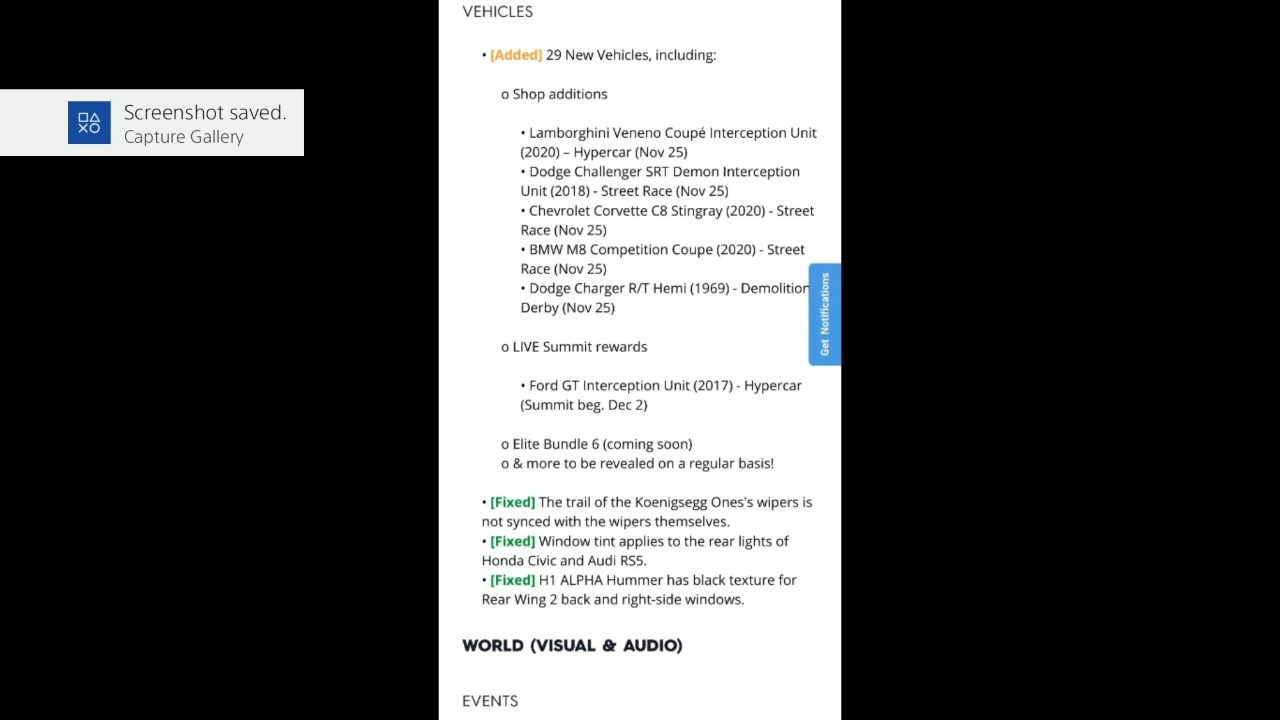 VEHICLES
• [Added] 29 New Vehicles, including:
Screenshot saved.
Capture Gallery
o Shop additions
• Lamborghini Veneno Coupé Interception Unit
(2020) – Hypercar (Nov 25)
• Dodge Challenger SRT Demon Interception
Unit (2018) - Street Race (Nov 25)
• Chevrolet Corvette C8 Stingray (2020) - Street
Race (Nov 25)
• BMW M8 Competition Coupe (2020) - Street
Race (Nov 25)
• Dodge Charger R/T Hemi (1969) - Demolition
Derby (Nov 25)
Get Notifications
o LIVE Summit rewards
• Ford GT Interception Unit (2017) - Hypercar
(Summit beg. Dec 2)
o Elite Bundle 6 (coming soon)
o & more to be revealed on a regular basis!
• [Fixed] The trail of the Koenigsegg Ones's wipers is
not synced with the wipers themselves.
• [Fixed] Window tint applies to the rear lights of
Honda Civic and Audi RS5.
• [Fixed] H1 ALPHA Hummer has black texture for
Rear Wing 2 back and right-side windows.
WORLD (VISUAL & AUDIO)
EVENTS